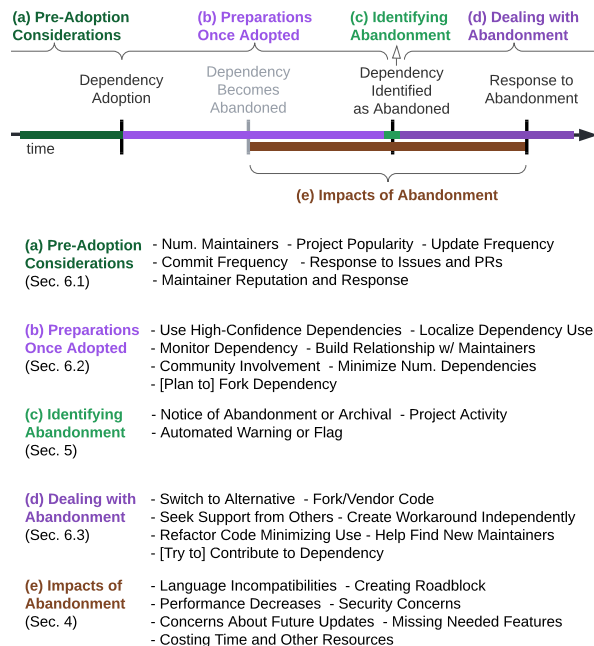 (a) Pre-Adoption Considerations
(b) Preparations Once Adopted
(c) Identifying Abandonment
(d) Dealing with Abandonment
Dependency Adoption
Dependency Becomes Abandoned
Dependency Identified as Abandoned
Response to Abandonment
time
(e) Impacts of Abandonment
(a) Pre-Adoption Considerations (Sec. 6.1)
- Num. Maintainers - Project Popularity - Update Frequency
- Commit Frequency - Response to Issues and PRs
- Maintainer Reputation and Response
(b) Preparations Once Adopted (Sec. 6.2)
- Use High-Confidence Dependencies - Localize Dependency Use
- Monitor Dependency - Build Relationship w/ Maintainers
- Community Involvement - Minimize Num. Dependencies
- [Plan to] Fork Dependency
(c) Identifying Abandonment (Sec. 5)
- Notice of Abandonment or Archival - Project Activity
- Automated Warning or Flag
(d) Dealing with Abandonment (Sec. 6.3)
- Switch to Alternative - Fork/Vendor Code
- Seek Support from Others - Create Workaround Independently
- Refactor Code Minimizing Use - Help Find New Maintainers
- [Try to] Contribute to Dependency
(e) Impacts of Abandonment (Sec. 4)
- Language Incompatibilities - Creating Roadblock
- Performance Decreases - Security Concerns
- Concerns About Future Updates - Missing Needed Features
- Costing Time and Other Resources